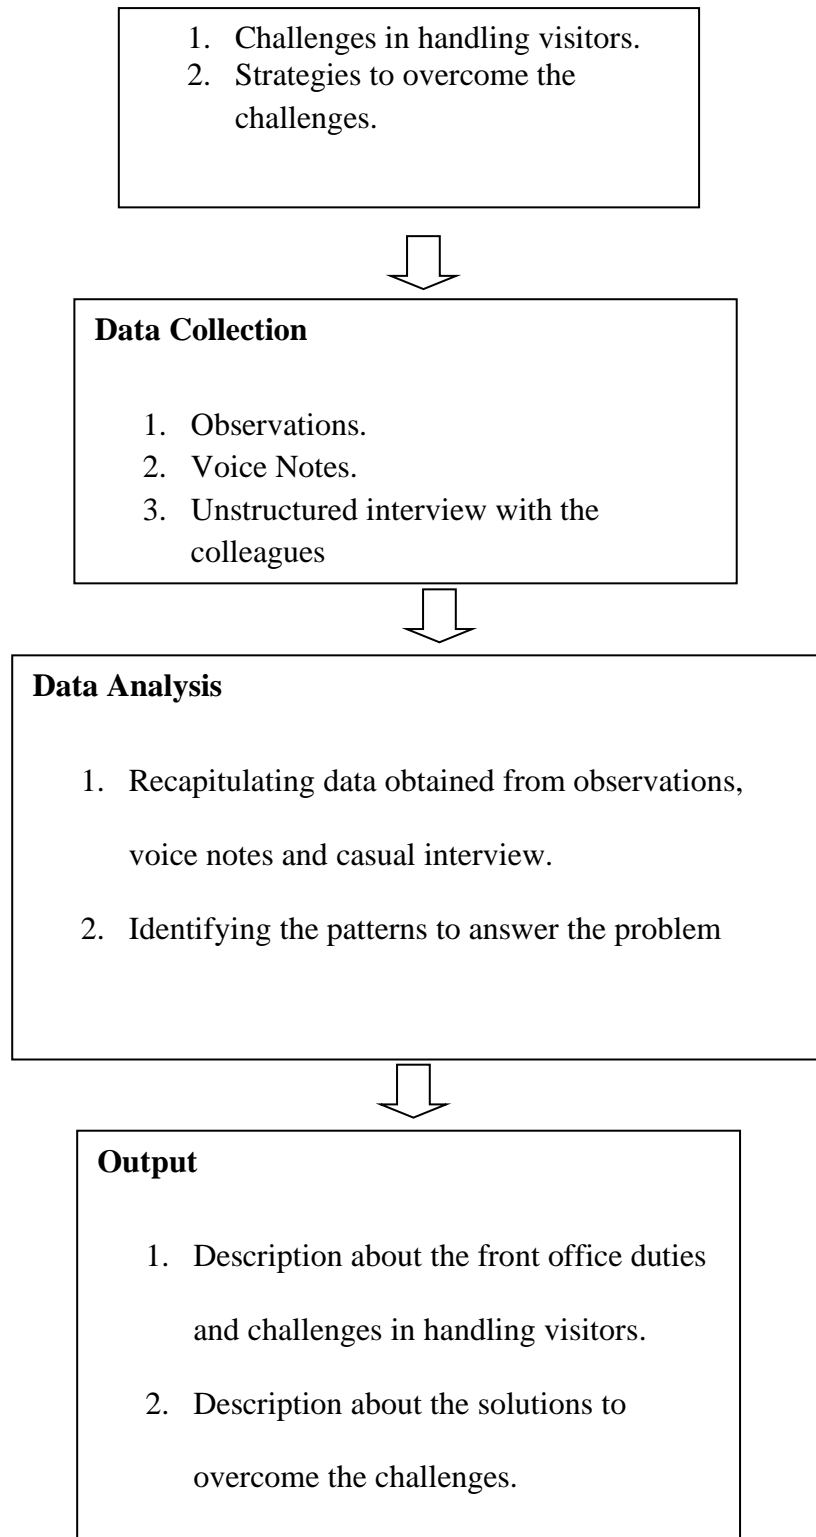 1. Challenges in handling visitors.
2. Strategies to overcome the
challenges.
Data Collection
1. Observations.
2. Voice Notes.
3. Unstructured interview with the
colleagues
Data Analysis
1. Recapitulating data obtained from observations,
voice notes and casual interview.
2. Identifying the patterns to answer the problem
Output
1. Description about the front office duties
and challenges in handling visitors.
2. Description about the solutions to
overcome the challenges.